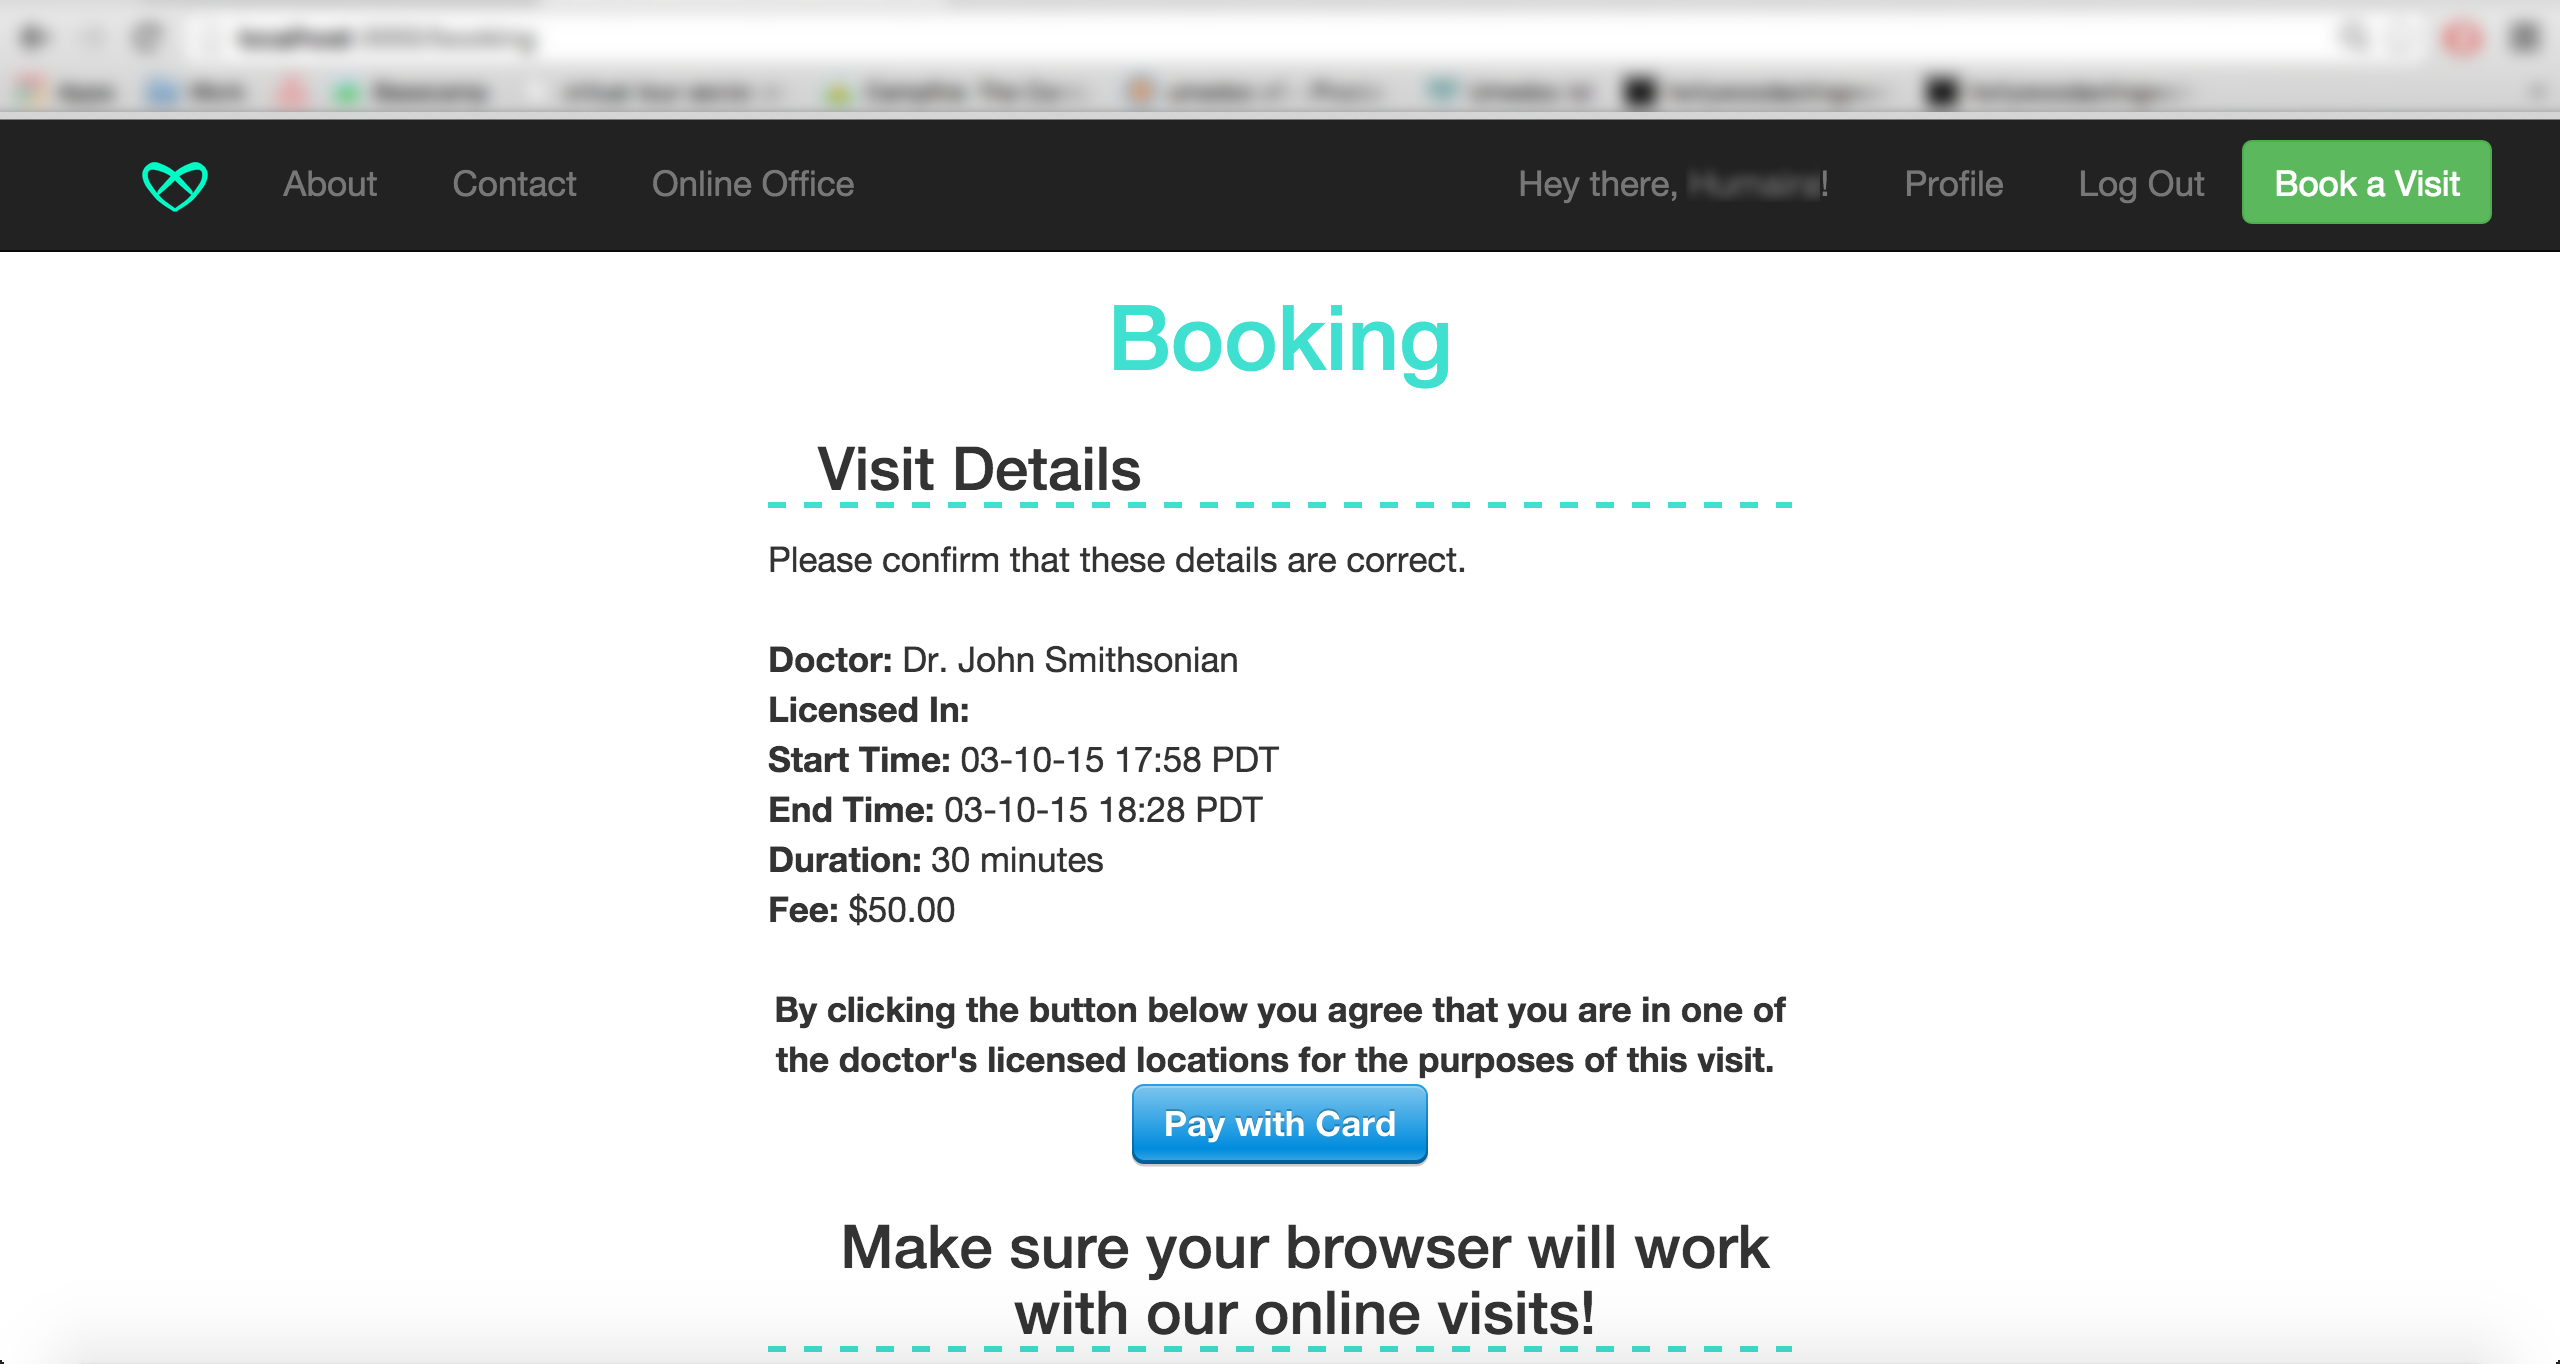 About Contact Online Office Hey there, ! Profile Log Out Book a Visit
Booking
Visit Details
Please confirm that these details are correct.
Doctor: Dr. John Smithsonian
Licensed In:
Start Time: 03-10-15 17:58 PDT
End Time: 03-10-15 18:28 PDT
Duration: 30 minutes
Fee: $50.00
By clicking the button below you agree that you are in one of
the doctor's licensed locations for the purposes of this visit.
Pay with Card
Make sure your browser will work
with our online visits!